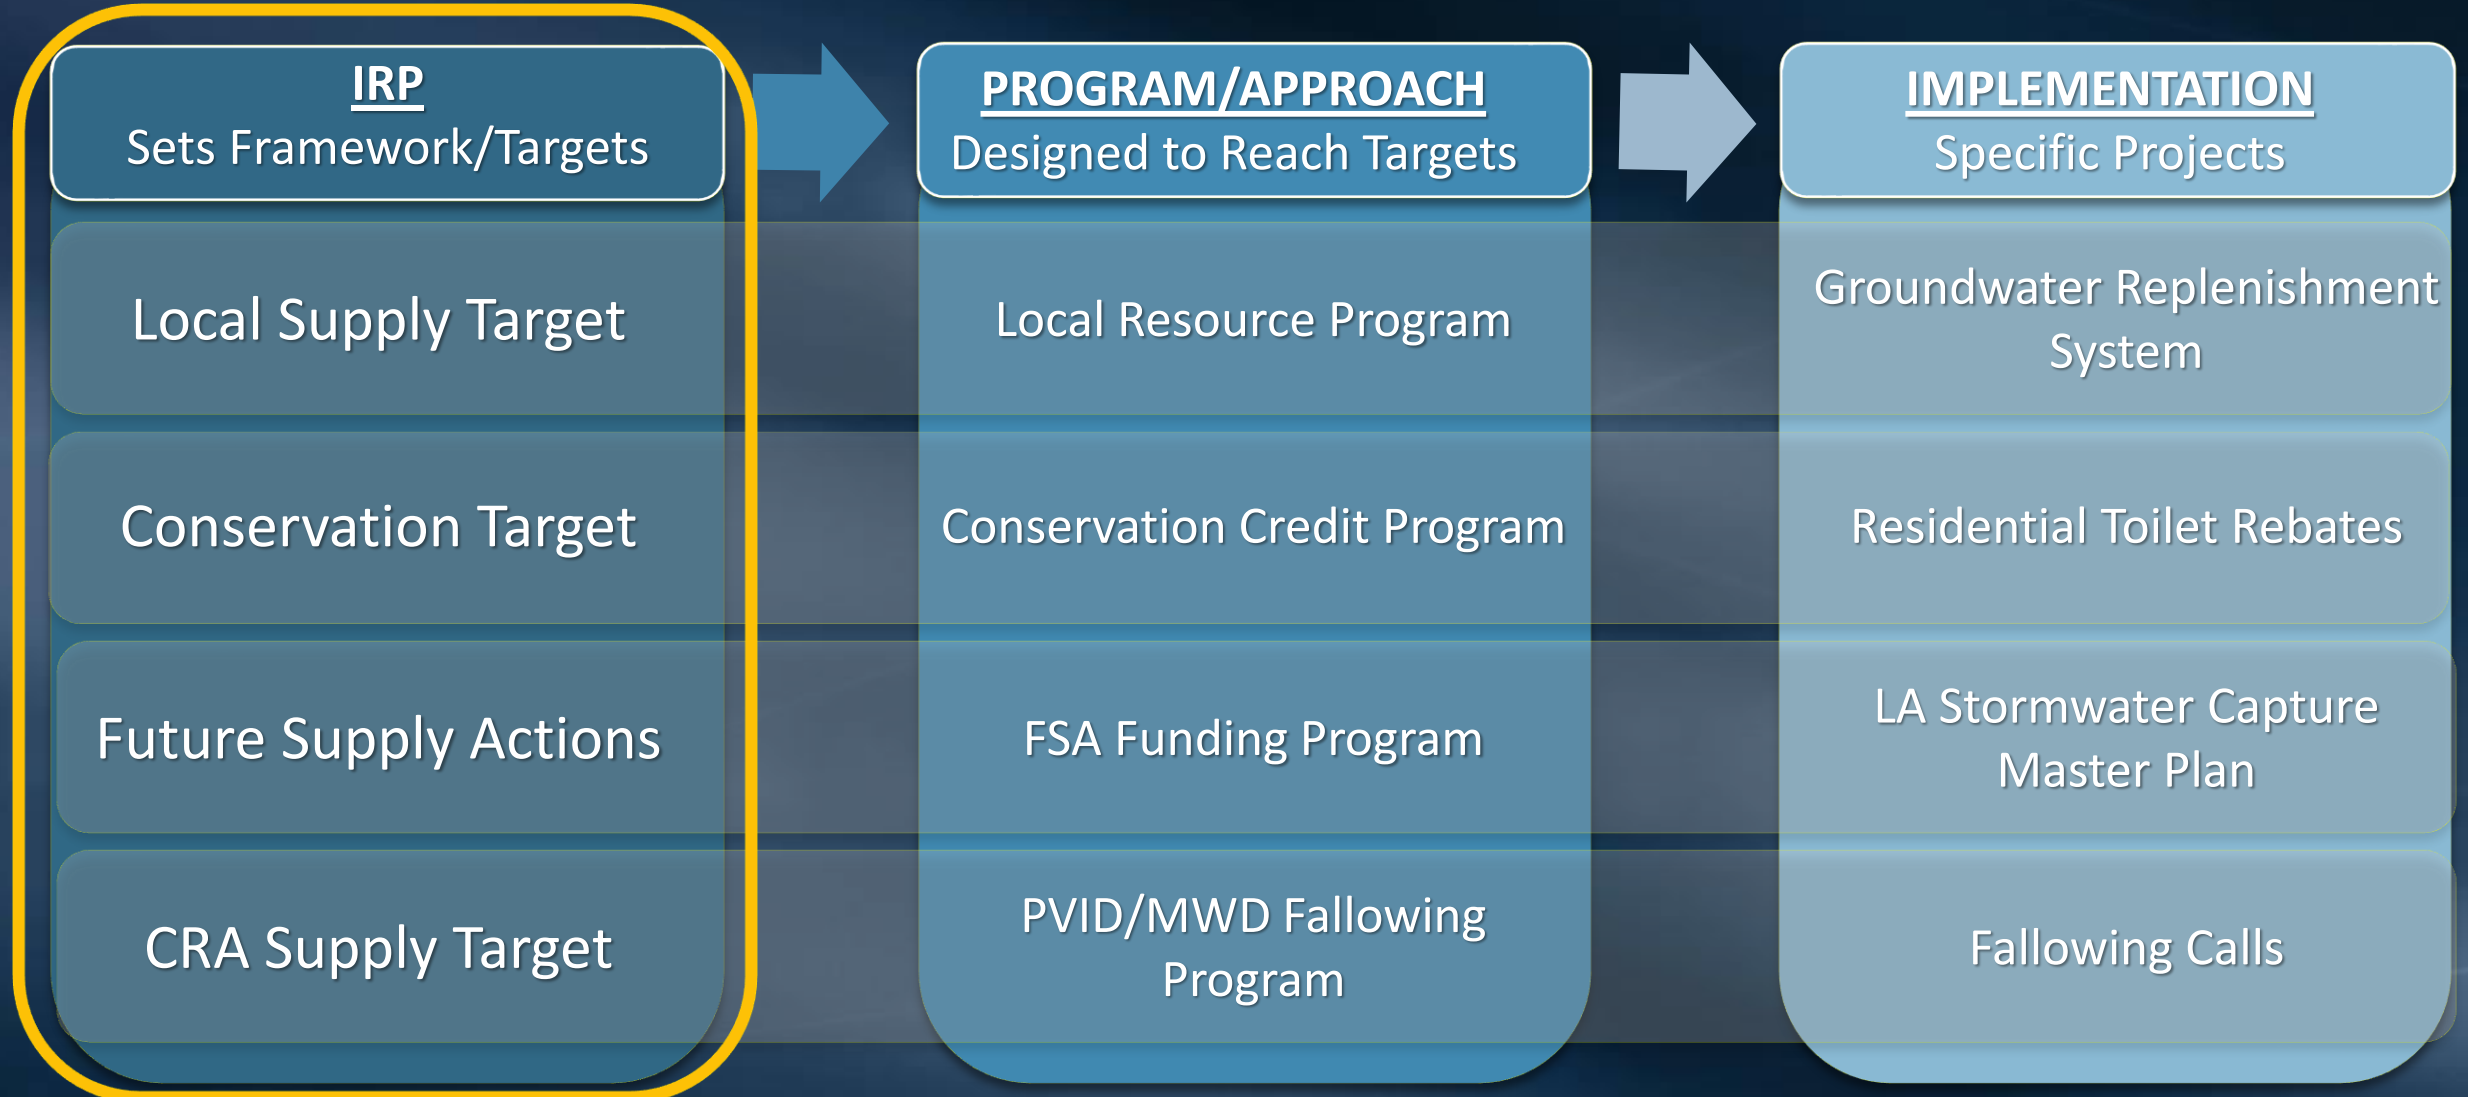 IRP
Sets Framework/Targets
PROGRAM/APPROACH
Designed to Reach Targets
IMPLEMENTATION
Specific Projects
Local Supply Target
Local Resource Program
Groundwater Replenishment
System
Conservation Target
Conservation Credit Program
Residential Toilet Rebates
Future Supply Actions
FSA Funding Program
LA Stormwater Capture
Master Plan
CRA Supply Target
PVID/MWD Fallowing
Program
Fallowing Calls